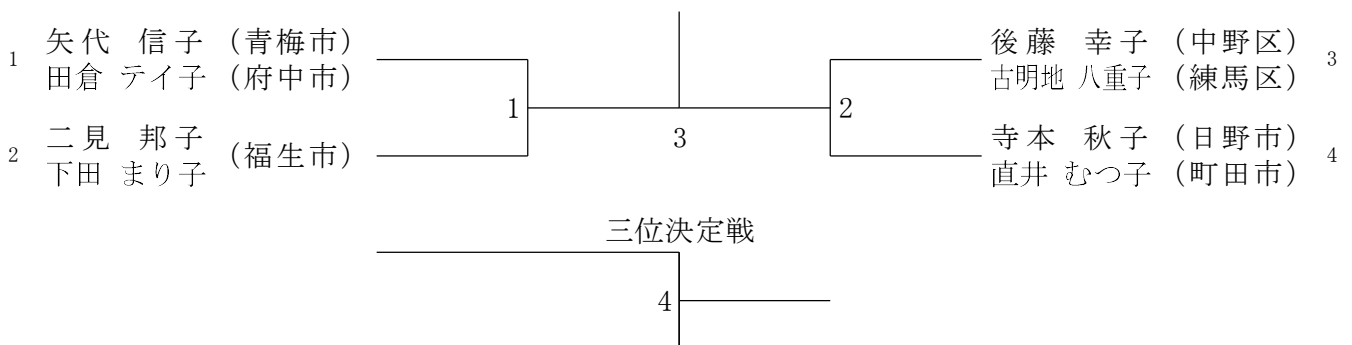 1
矢代 信子 (青梅市)
田倉 テイ子 (府中市)
2
二見 邦子
下田 まり子
(福生市)
1
3
2
後藤 幸子 (中野区)
古明地 八重子 (練馬区)
3
寺本 秋子 (日野市)
直井 むつ子 (町田市)
4
三位決定戦
4